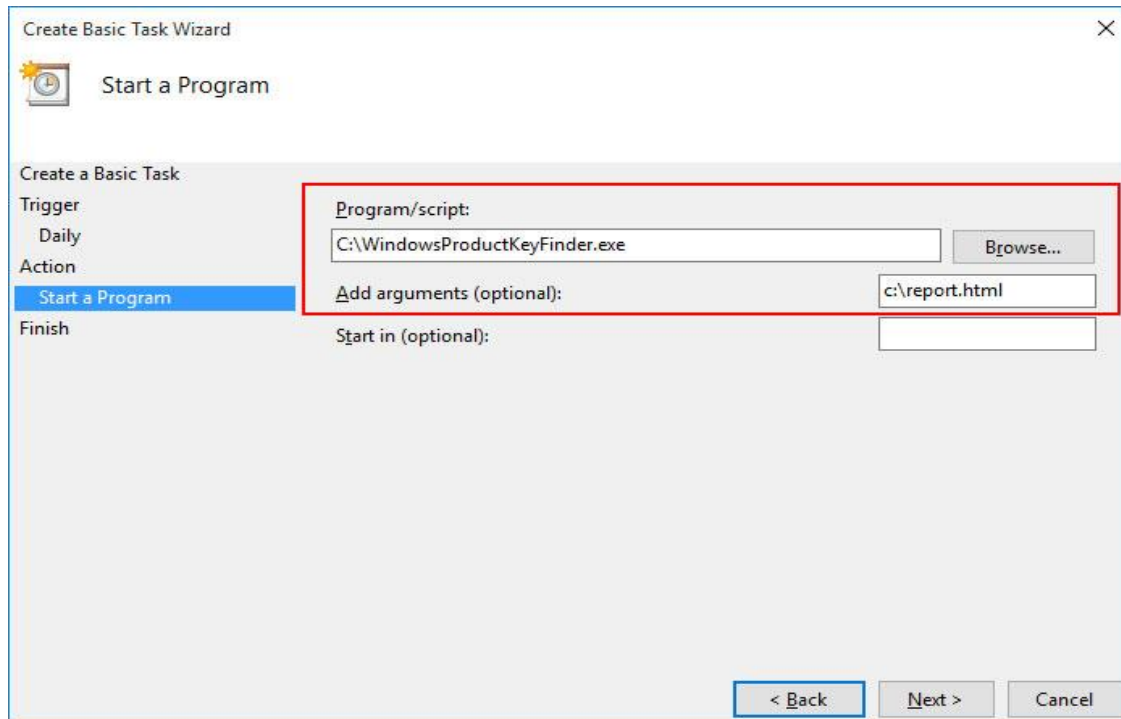 Create Basic Task Wizard
Start a Program
Create a Basic Task
Trigger
Daily
Action
Start a Program
Finish
Program/script:
C:\WindowsProductKeyFinder.exe Browse...
Add arguments (optional): c:\report.html
Start in (optional):
< Back Next > Cancel